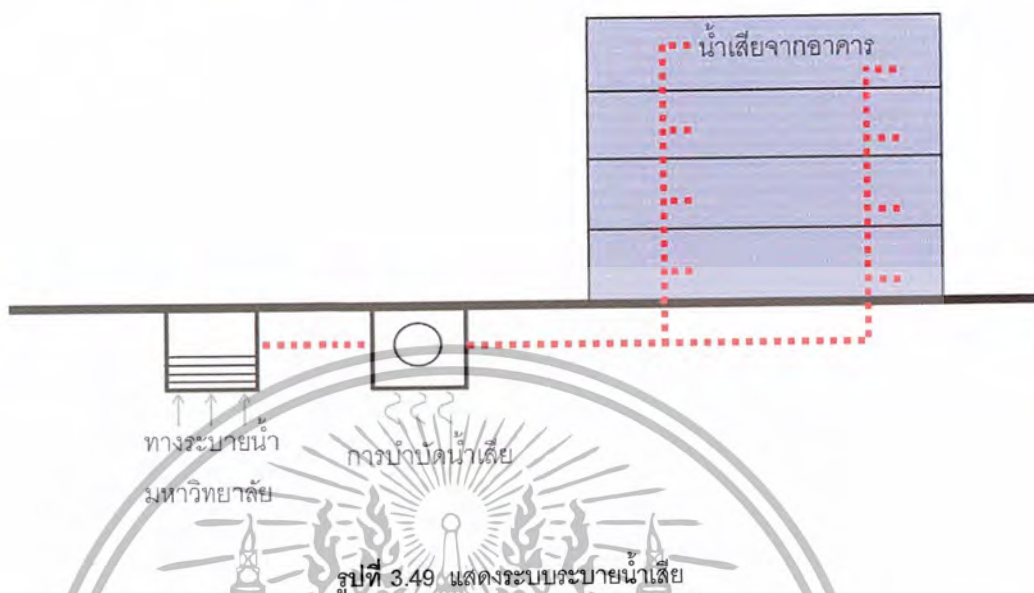 น้ำเสียจากอาคาร
ทางระบายน้ำ
มหาวิทยาลัย
การบำบัดน้ำเสีย
รูปที่ 3.49 แสดงระบบระบายน้ำเสีย